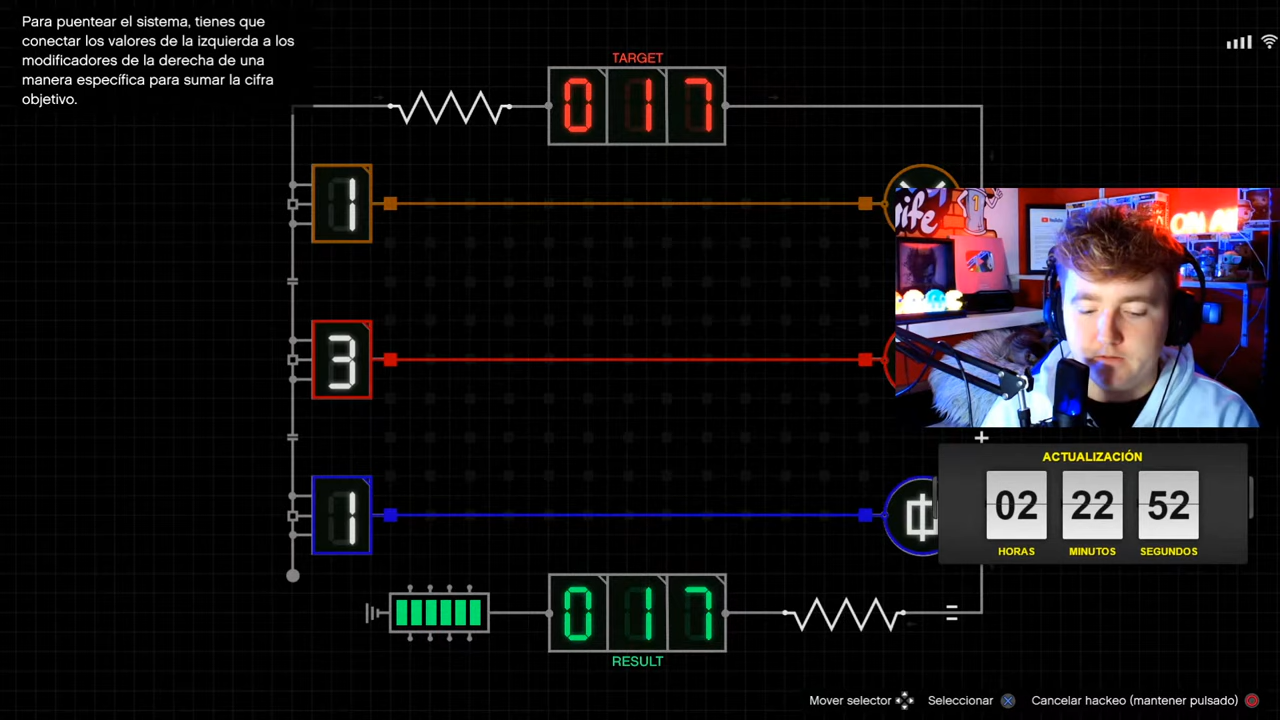 Para puentear el sistema, tienes que
conectar los valores de la izquierda a los
modificadores de la derecha de una
manera específica para sumar la cifra
objetivo.
TARGET
017
1
3
1
+
ACTUALIZACIÓN
02 22 52
HORAS MINUTOS SEGUNDOS
017
=
RESULT
Mover selector Seleccionar Cancelar hackeo (mantener pulsado)